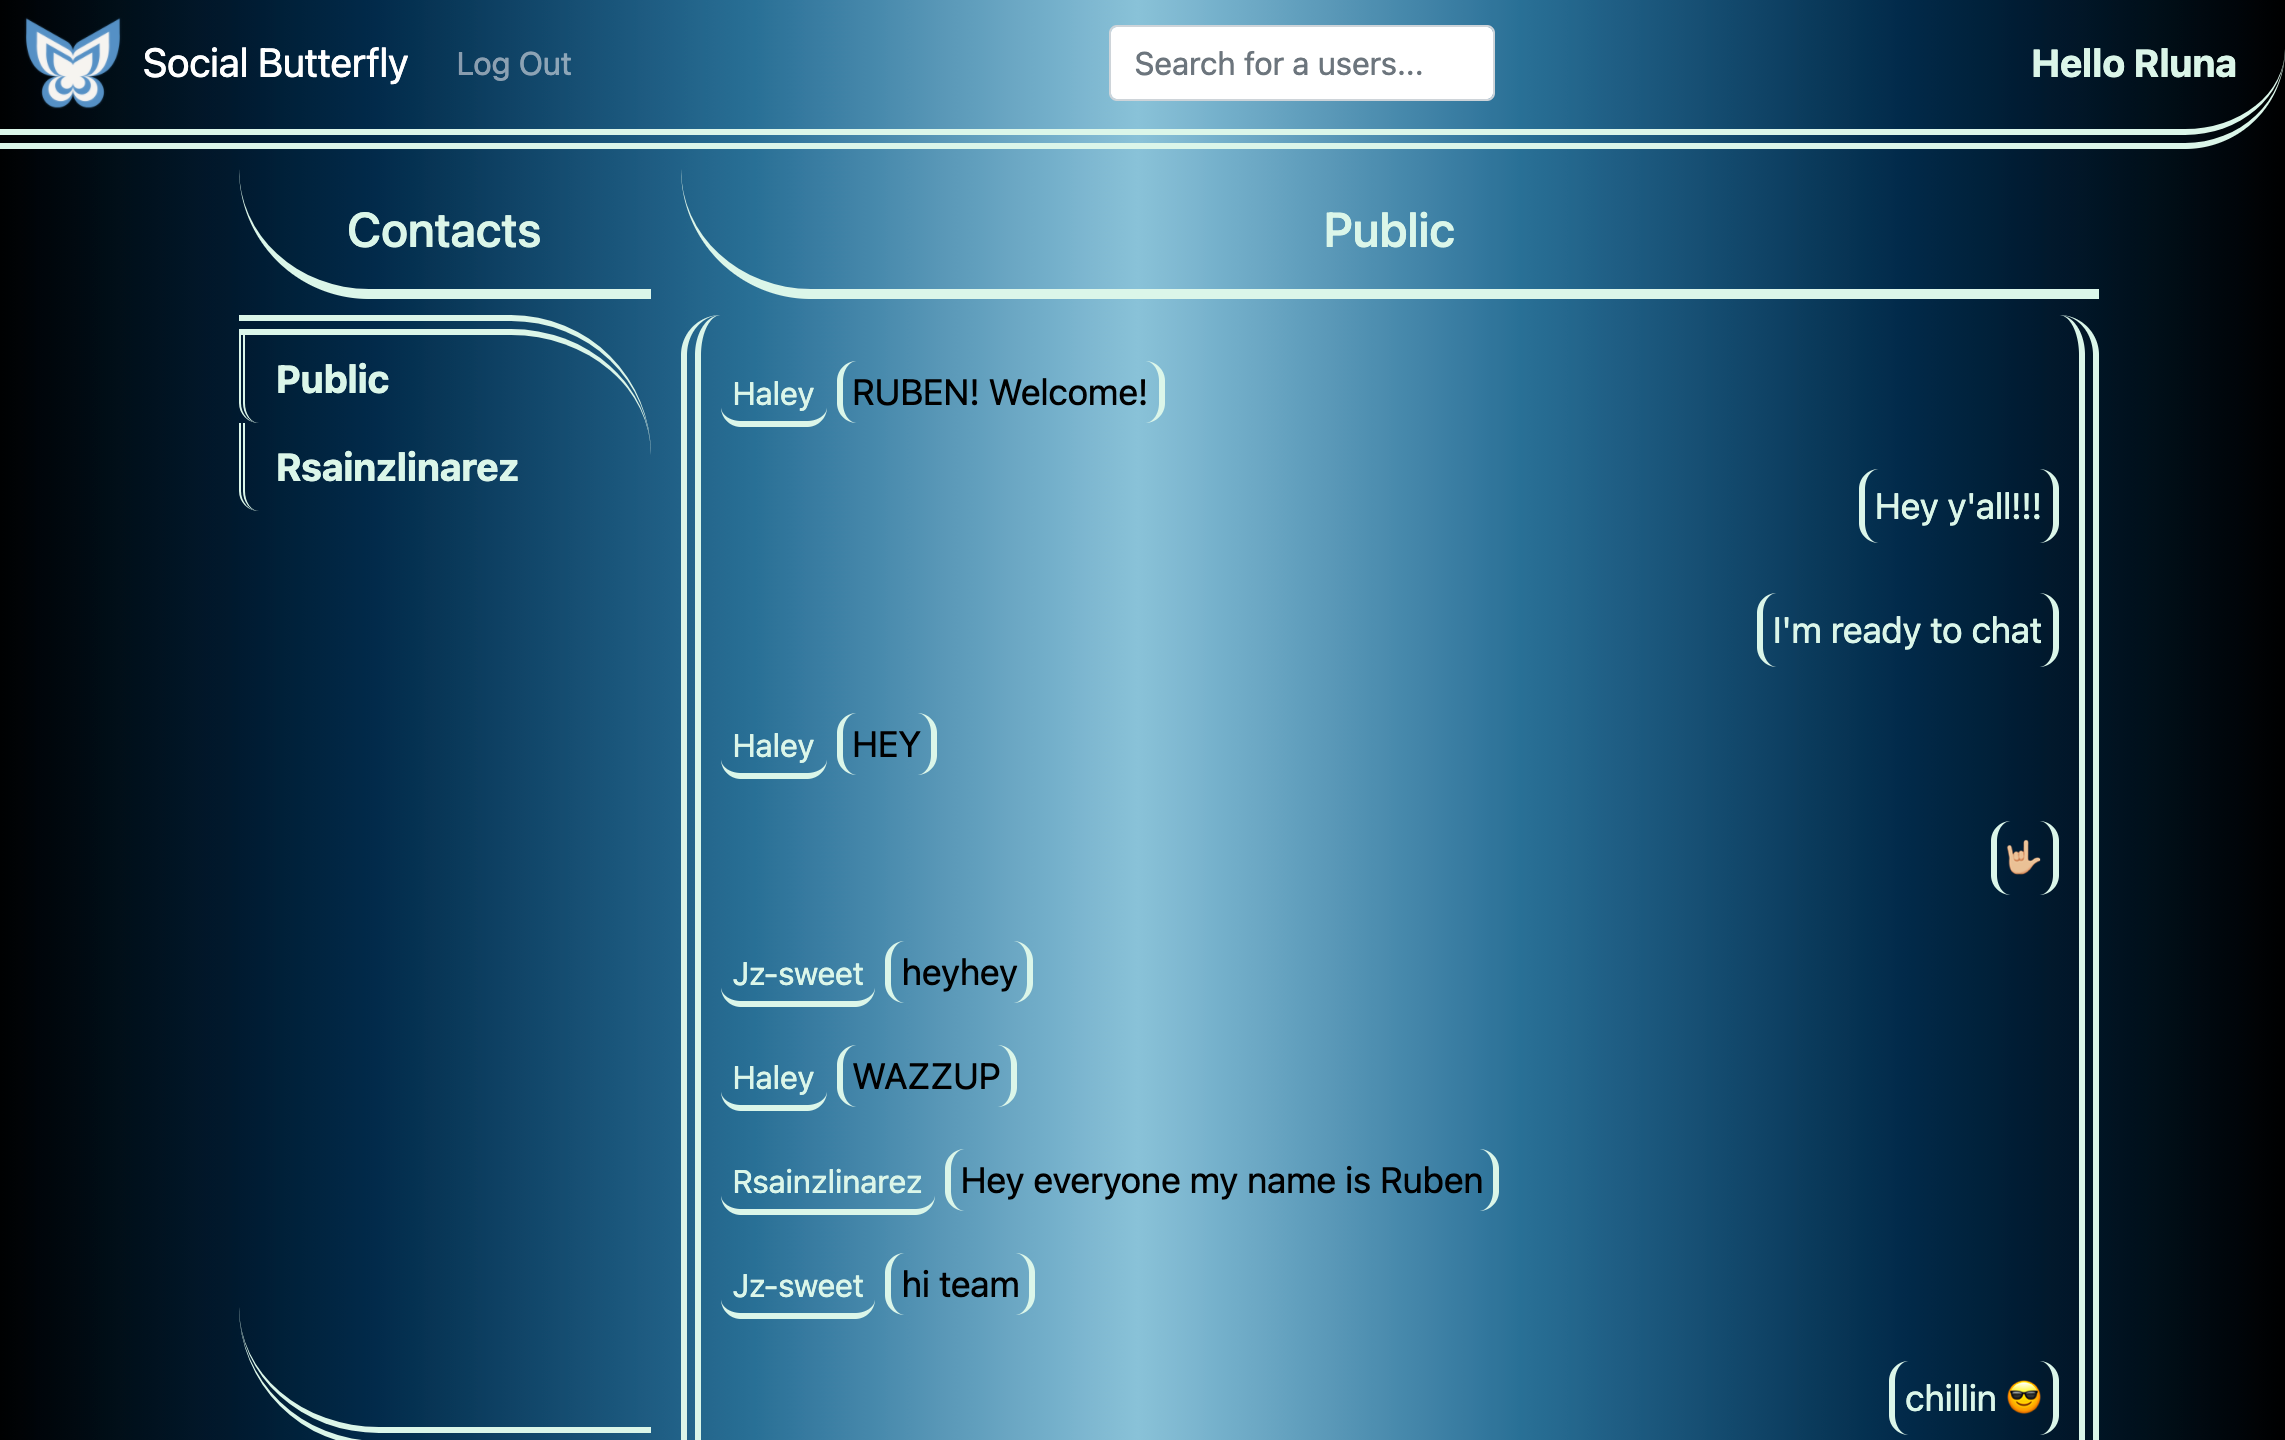 Social Butterfly Log Out Search for a users... Hello Rluna
Contacts
Public
Public
Rsainzlinarez
Haley RUBEN! Welcome!
Hey y'all!!!
I'm ready to chat
Haley HEY
🤟🏼
Jz-sweet heyhey
Haley WAZZUP
Rsainzlinarez Hey everyone my name is Ruben
Jz-sweet hi team
chillin 😎